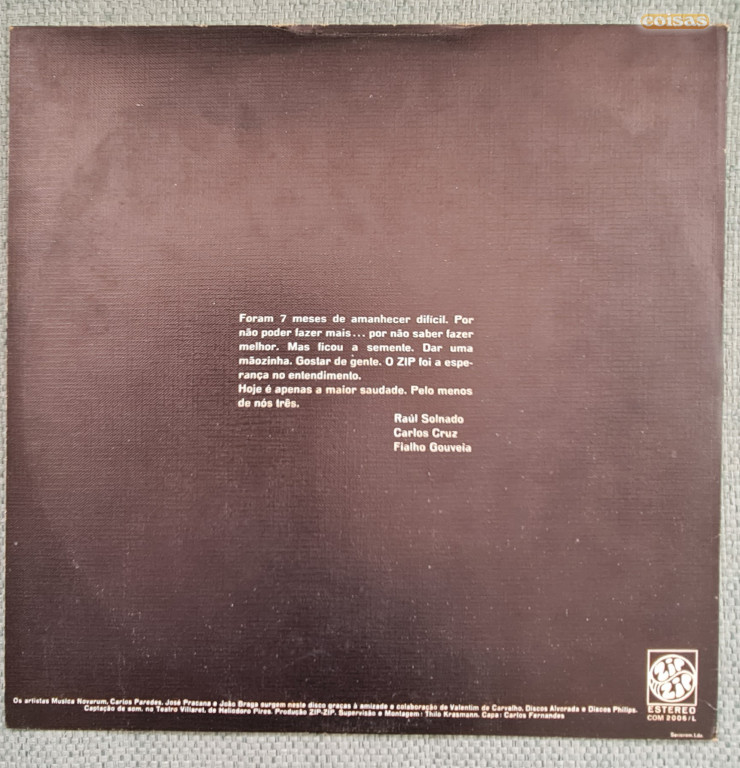 coisas
Foram 7 meses de amanhecer difícil. Por
não poder fazer mais... por não saber fazer
melhor. Mas ficou a semente. Dar uma
mãozinha. Gostar de gente. O ZIP foi a espe-
rança no entendimento.
Hoje é apenas a maior saudade. Pelo menos
de nós três.
Raúl Solnado
Carlos Cruz
Fialho Gouveia
ZIP
ZIP
ESTEREO
COM 2006/L
Os artistas Musica Novarum, Carlos Paredes, José Pracana e João Braga surgem neste disco graças à amizade e colaboração de Valentim de Carvalho, Discos Alvorada e Discos Philips.
Captação de som, no Teatro Villaret, de Heliodoro Pires. Produção ZIP-ZIP. Supervisão e Montagem: Thilo Krasmann. Capa: Carlos Fernandes